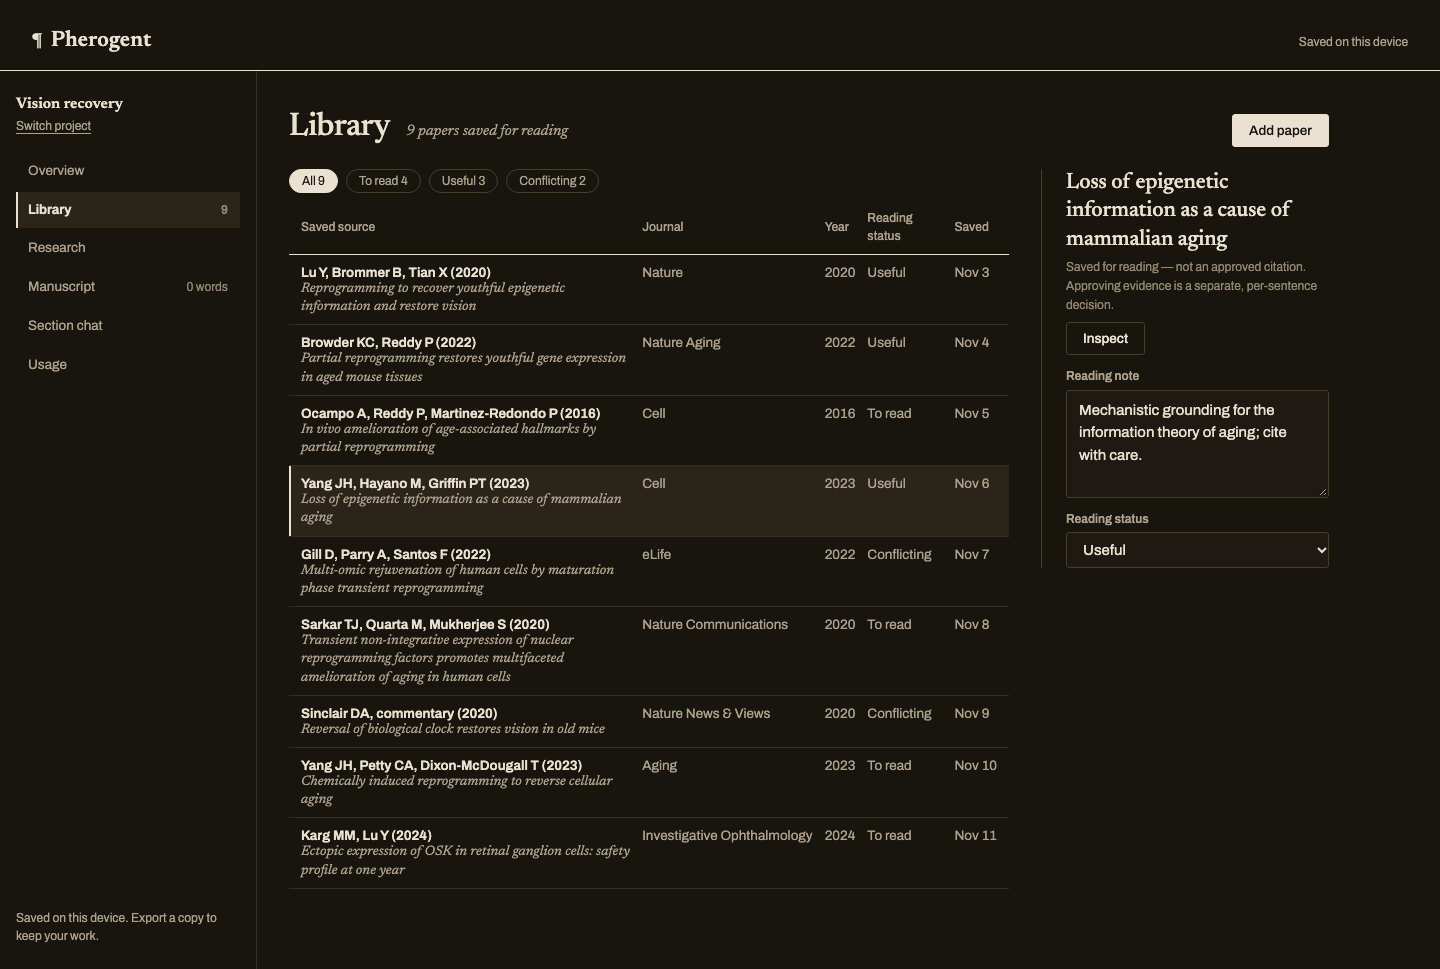 ¶ Pherogent
Saved on this device
Vision recovery
Switch project
Overview
Library 9
Research
Manuscript 0 words
Section chat
Usage
Saved on this device. Export a copy to
keep your work.
Library 9 papers saved for reading
Add paper
All 9 To read 4 Useful 3 Conflicting 2
Saved source Journal Year Reading status Saved
Lu Y, Brommer B, Tian X (2020) Nature 2020 Useful Nov 3
Reprogramming to recover youthful epigenetic
information and restore vision
Browder KC, Reddy P (2022) Nature Aging 2022 Useful Nov 4
Partial reprogramming restores youthful gene expression
in aged mouse tissues
Ocampo A, Reddy P, Martinez-Redondo P (2016) Cell 2016 To read Nov 5
In vivo amelioration of age-associated hallmarks by
partial reprogramming
Yang JH, Hayano M, Griffin PT (2023) Cell 2023 Useful Nov 6
Loss of epigenetic information as a cause of mammalian
aging
Gill D, Parry A, Santos F (2022) eLife 2022 Conflicting Nov 7
Multi-omic rejuvenation of human cells by maturation
phase transient reprogramming
Sarkar TJ, Quarta M, Mukherjee S (2020) Nature Communications 2020 To read Nov 8
Transient non-integrative expression of nuclear
reprogramming factors promotes multifaceted
amelioration of aging in human cells
Sinclair DA, commentary (2020) Nature News & Views 2020 Conflicting Nov 9
Reversal of biological clock restores vision in old mice
Yang JH, Petty CA, Dixon-McDougall T (2023) Aging 2023 To read Nov 10
Chemically induced reprogramming to reverse cellular
aging
Karg MM, Lu Y (2024) Investigative Ophthalmology 2024 To read Nov 11
Ectopic expression of OSK in retinal ganglion cells: safety
profile at one year
Loss of epigenetic
information as a cause of
mammalian aging
Saved for reading — not an approved citation.
Approving evidence is a separate, per-sentence
decision.
Inspect
Reading note
Mechanistic grounding for the
information theory of aging; cite
with care.
Reading status
Useful